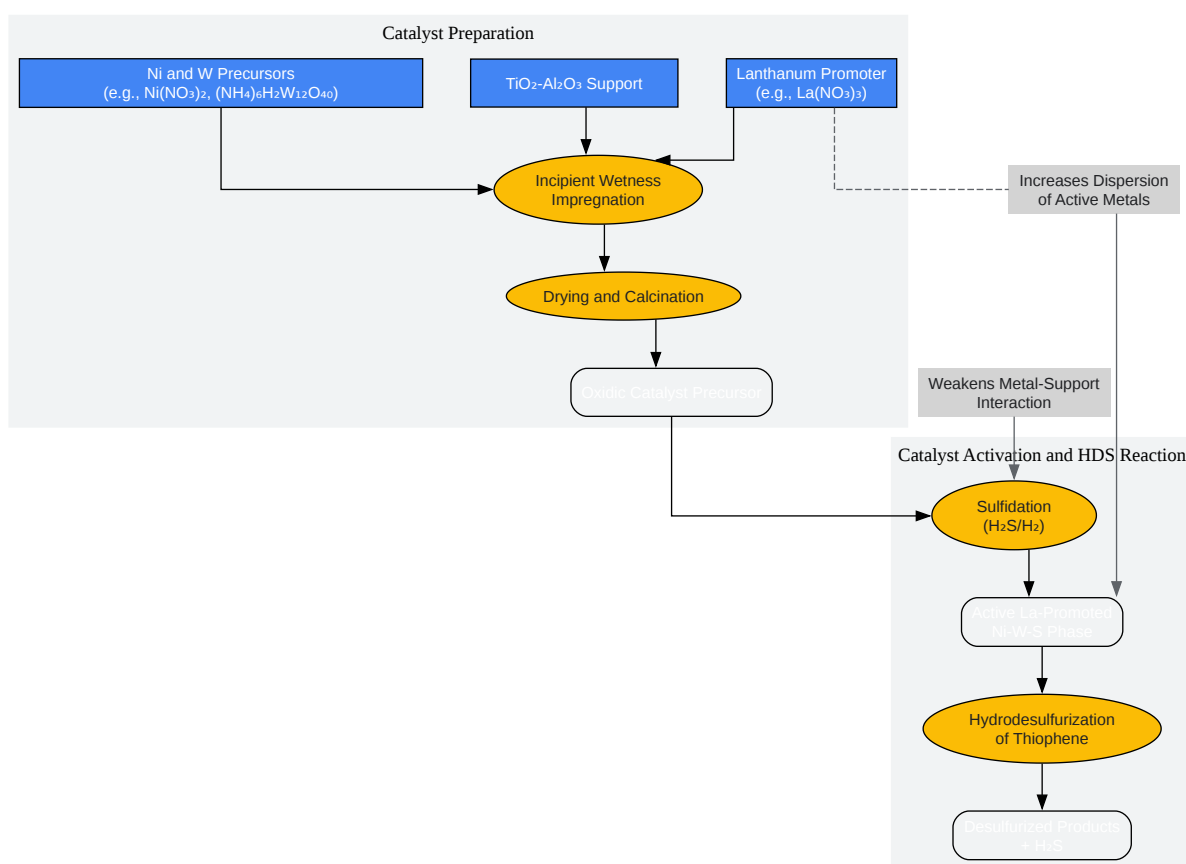 Catalyst Preparation
Ni and W Precursors
(e.g., Ni(NO₃)₂, (NH₄)₆H₂W₁₂O₄₀)
TiO₂-Al₂O₃ Support
Lanthanum Promoter
(e.g., La(NO₃)₃)
Incipient Wetness
Impregnation
Increases Dispersion
of Active Metals
Drying and Calcination
Oxidic Catalyst Precursor
Weakens Metal-Support
Interaction
Catalyst Activation and HDS Reaction
Sulfidation
(H₂S/H₂)
Active La-Promoted
Ni-W-S Phase
Hydrodesulfurization
of Thiophene
Desulfurized Products
+ H₂S